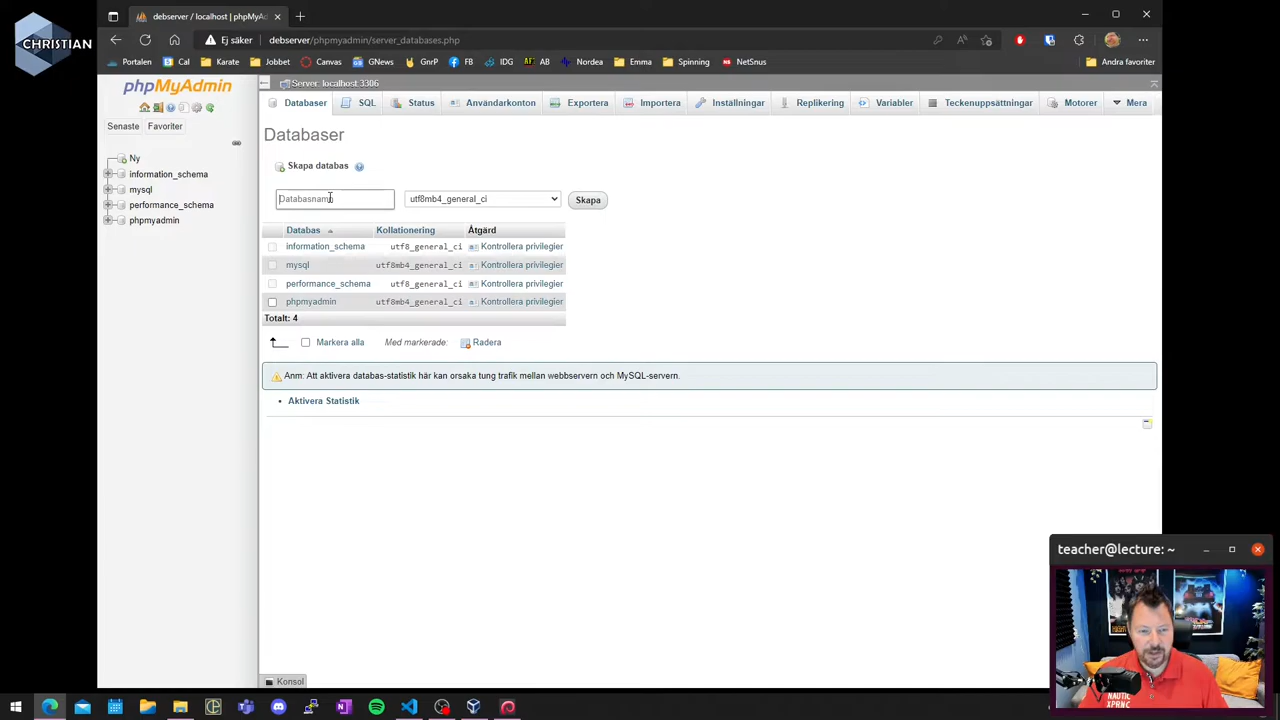 CHRISTIAN
debserver / localhost | phpMyA
Ej säker
debserver/phpmyadmin/server_databases.php
Portalen
Cal
Karate
GNews
Jobbet
Canvas
HKR
FB
IDG
AB
Nordea
Emma
Spinning
NetSnus
Andra favoriter
phpMyAdmin
Senaste
Favoriter
Ny
information_schema
mysql
performance_schema
phpmyadmin
Server: localhost:3306
Databaser
SQL
Status
Användarkonton
Exportera
Importera
Inställningar
Replikering
Variabler
Teckenuppsättningar
Motorer
Mera
Databaser
Skapa databas
Databasnamn
utf8mb4_general_ci
Skapa
Databas Kollationering Åtgärd
information_schema utf8_general_ci Kontrollera privilegier
mysql utf8mb4_general_ci Kontrollera privilegier
performance_schema utf8_general_ci Kontrollera privilegier
phpmyadmin utf8mb4_general_ci Kontrollera privilegier
Totalt: 4
Markera alla Med markerade: Radera
Anm: Att aktivera databas-statistik här kan orsaka tung trafik mellan webbservern och MySQL-servern.
Aktivera Statistik
Konsol
teacher@lecture: ~
NAUTIC
XPRNC